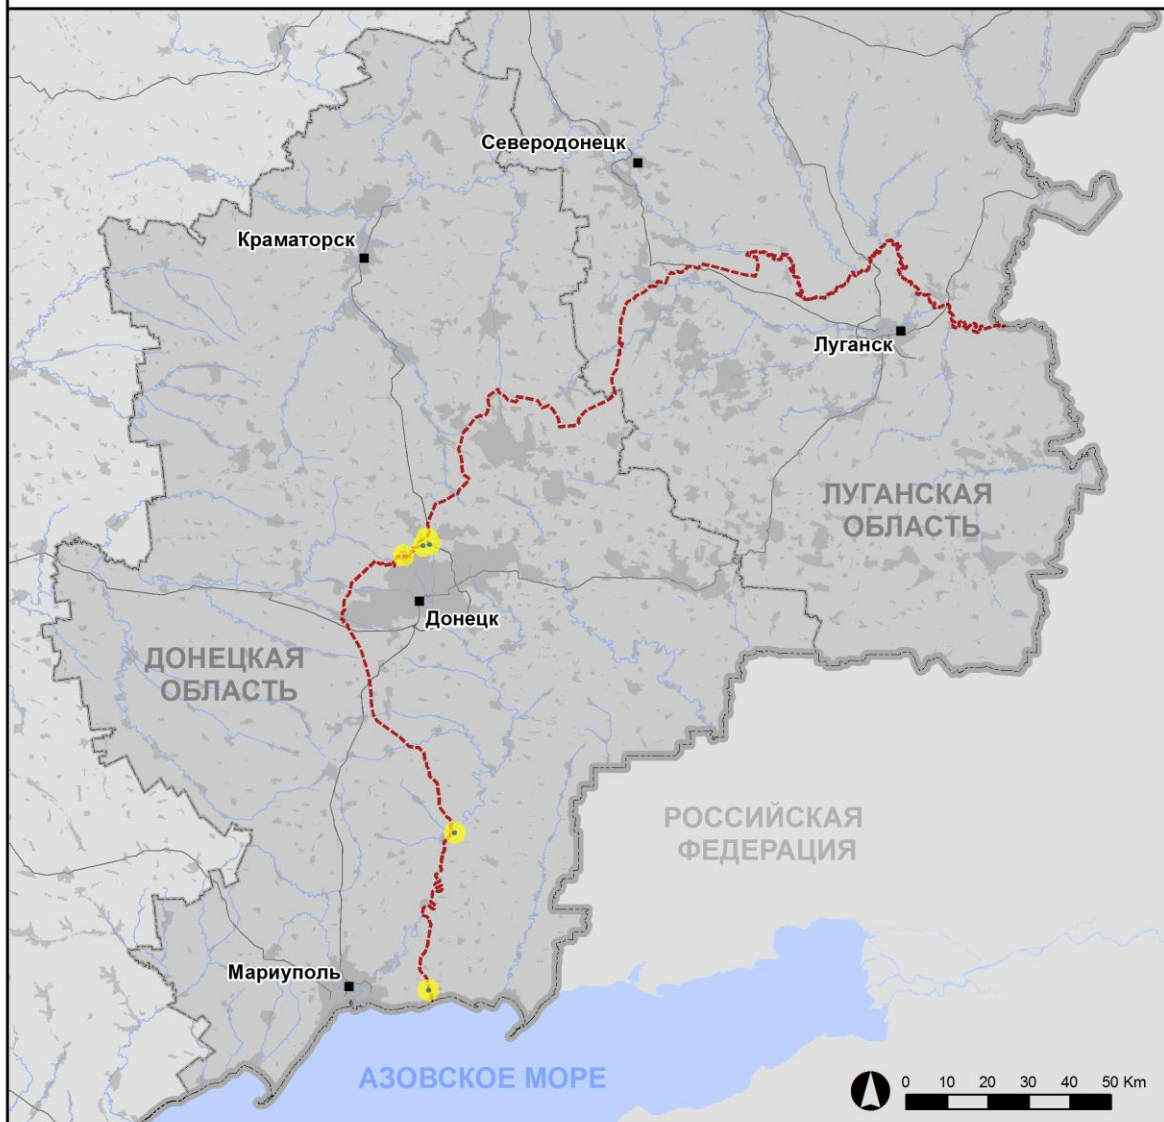 Северодонецк
Краматорск
Луганск
ЛУГАНСКАЯ
ОБЛАСТЬ
Донецк
ДОНЕЦКАЯ
ОБЛАСТЬ
РОССИЙСКАЯ
ФЕДЕРАЦИЯ
Мариуполь
АЗОВСКОЕ МОРЕ
0 10 20 30 40 50 Km